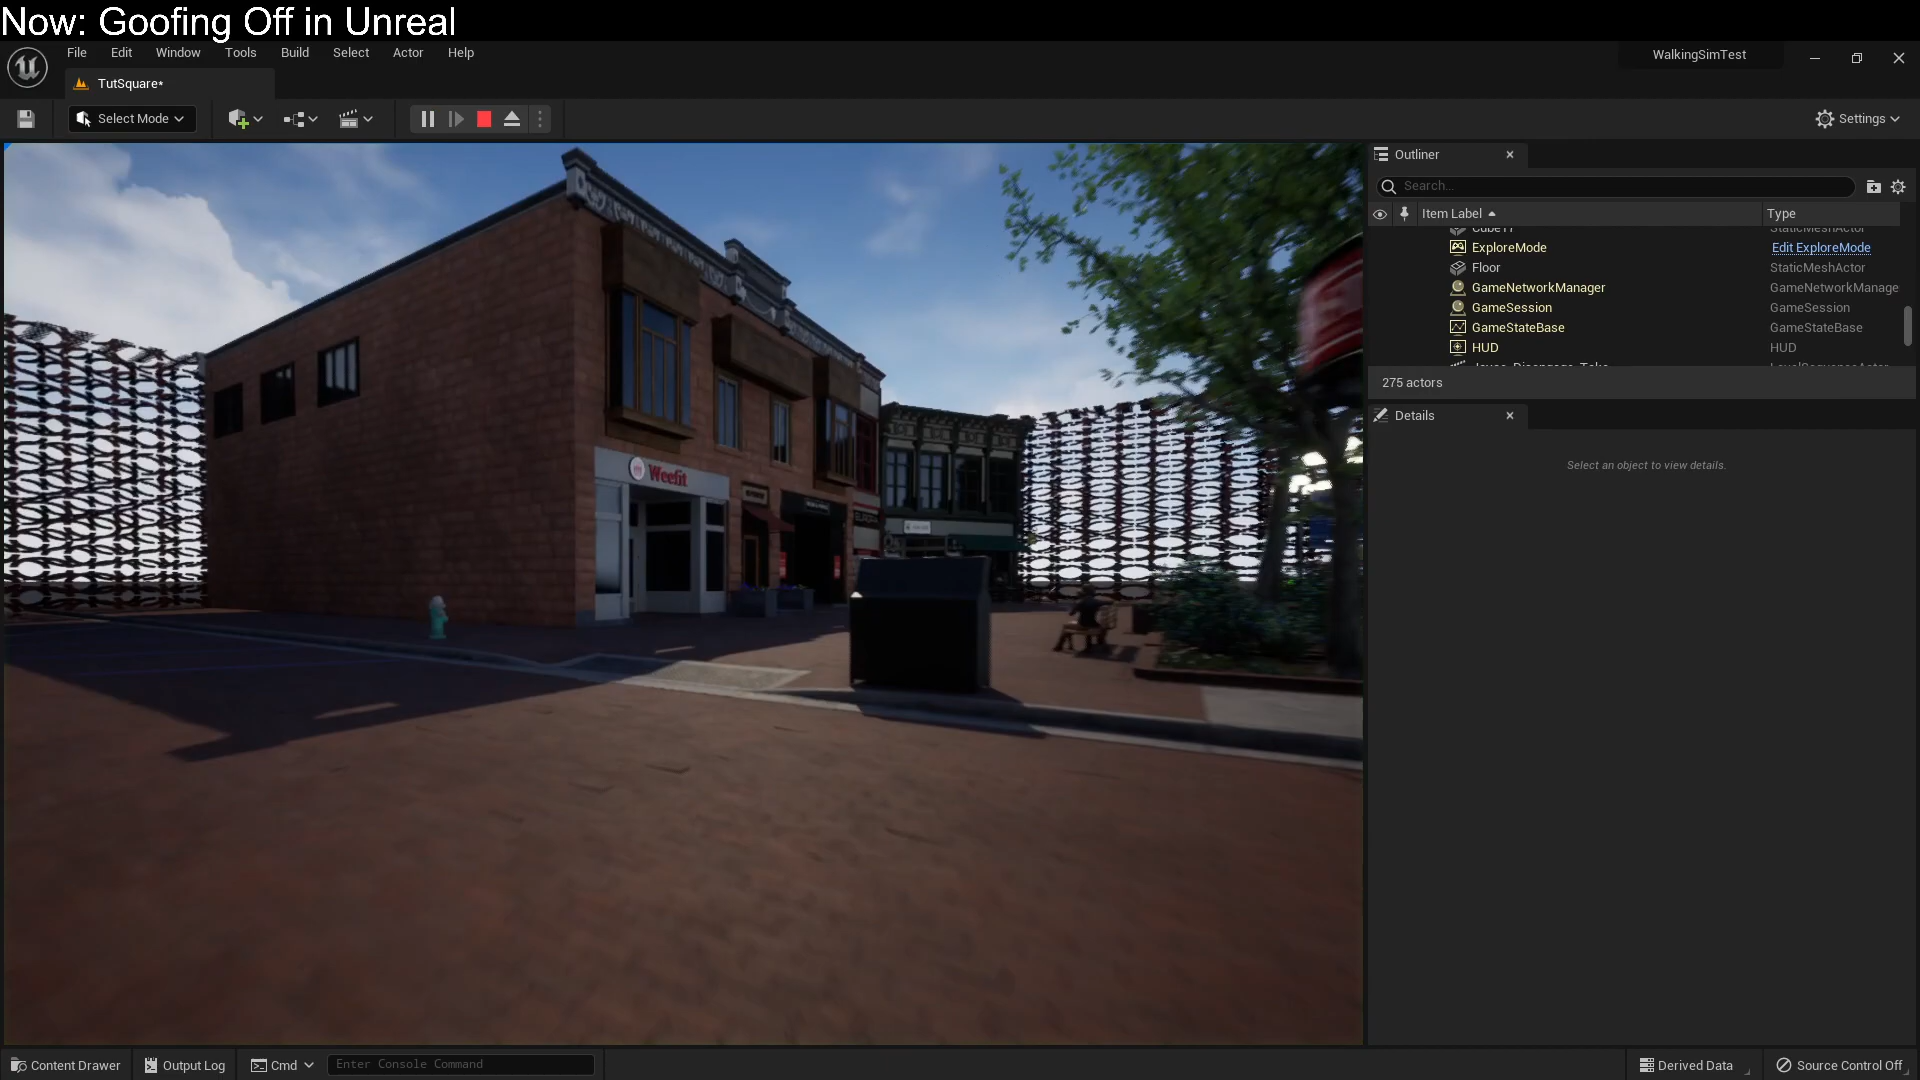 Now: Goofing Off in Unreal
File Edit Window Tools Build Select Actor Help
WalkingSimTest
TutSquare*
Select Mode
Settings
Outliner
Search...
Item Label Type
StaticMeshActor
ExploreMode Edit ExploreMode
Floor StaticMeshActor
GameNetworkManager GameNetworkManage
GameSession GameSession
GameStateBase GameStateBase
HUD HUD
275 actors
Details
Select an object to view details.
Weefit
Content Drawer Output Log Cmd Enter Console Command Derived Data Source Control Off